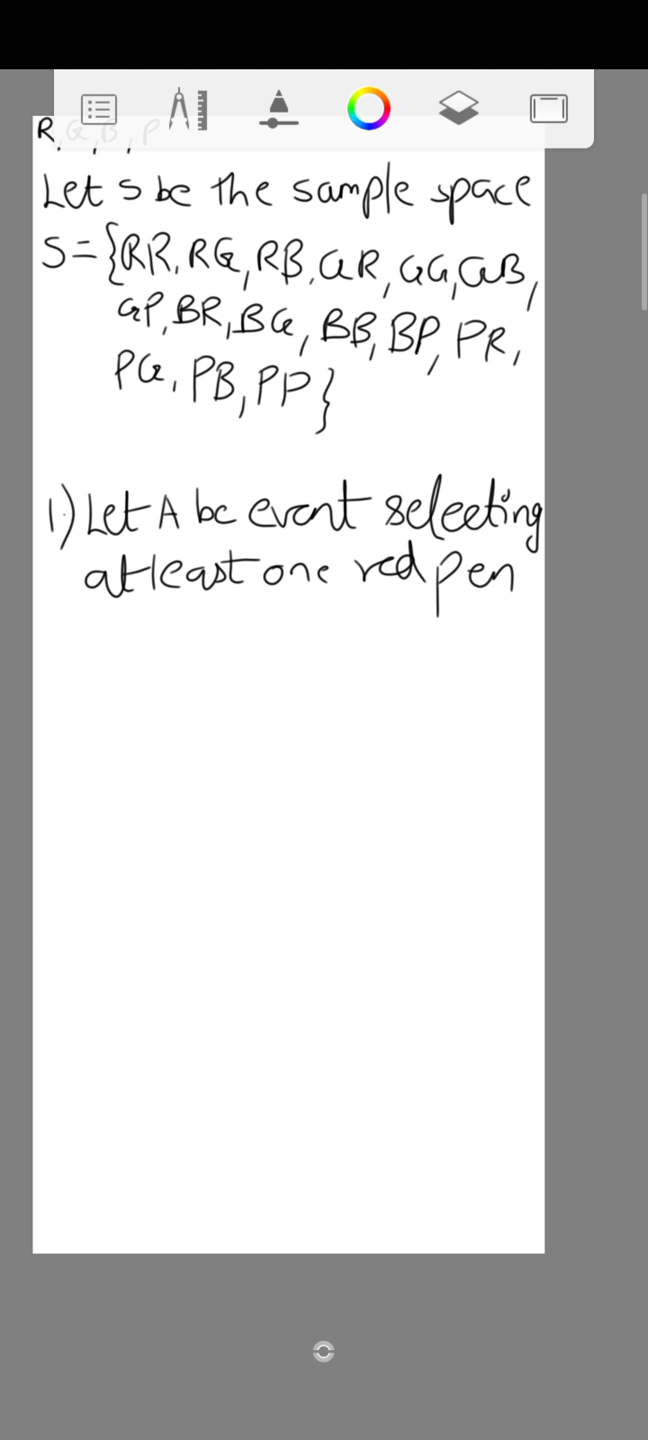 R, G, B, P
Let S be the sample space
S={RR, RG, RB, GR, GG, GB,
GP, BR, BG, BB, BP, PR,
PG, PB, PP}
1) Let A be event selecting
atleast one red pen